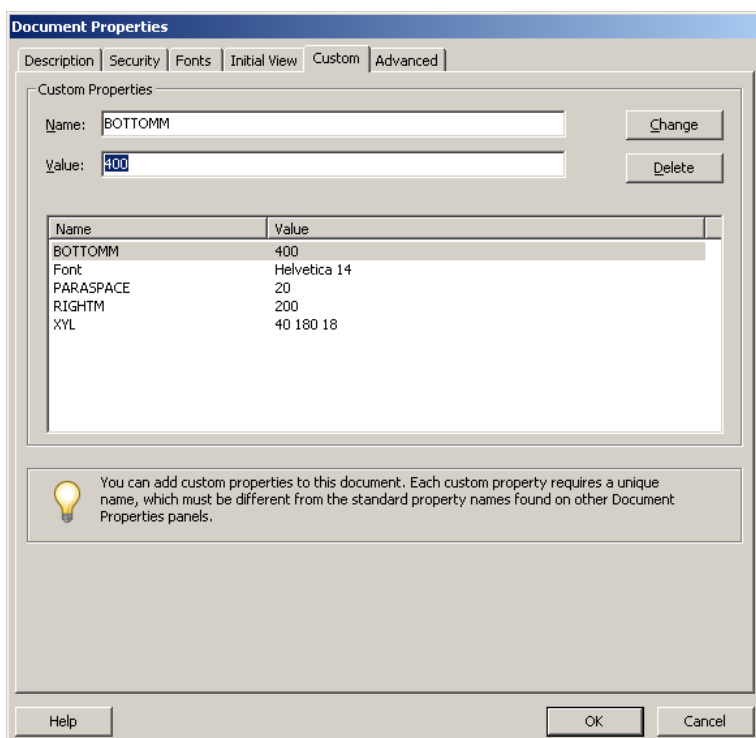 Document Properties
Description Security Fonts Initial View Custom Advanced
Custom Properties
Name: BOTTOMM Change
Value: 400 Delete
Name Value
BOTTOMM 400
Font Helvetica 14
PARASPACE 20
RIGHTM 200
XYL 40 180 18
You can add custom properties to this document. Each custom property requires a unique
name, which must be different from the standard property names found on other Document
Properties panels.
Help OK Cancel